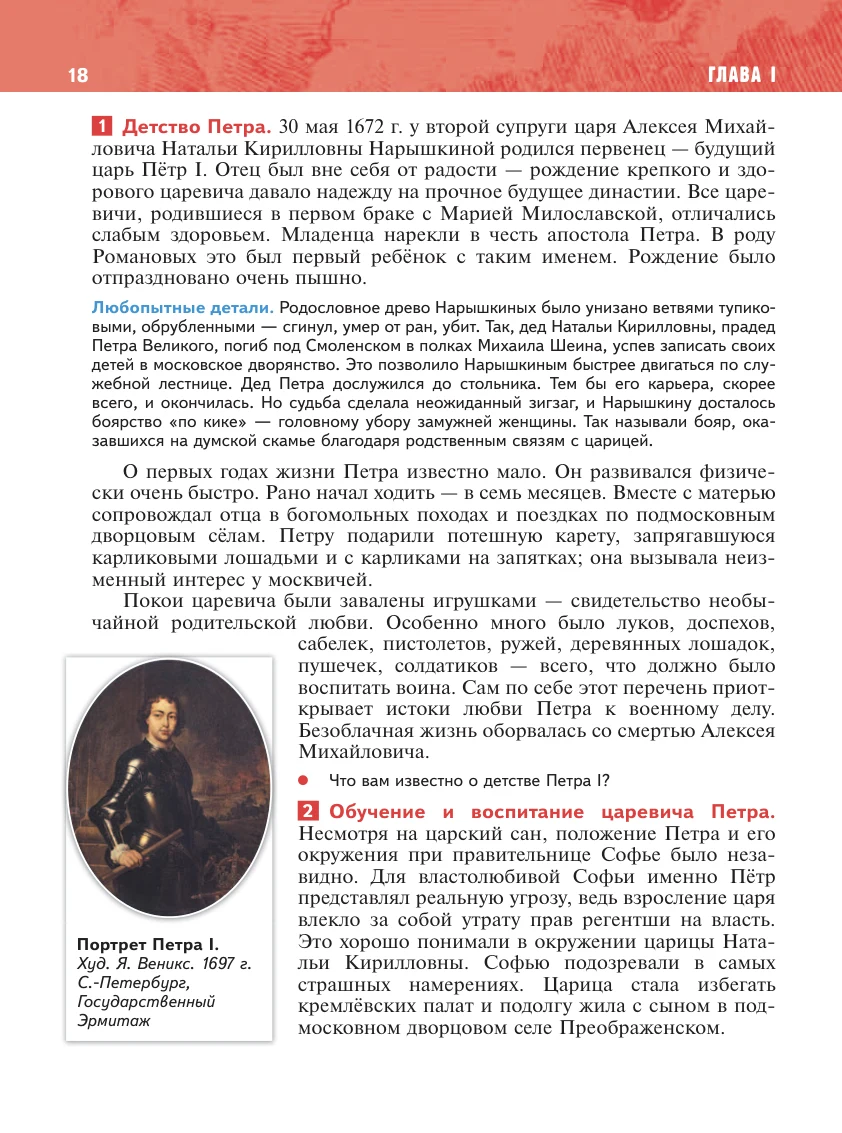 18
ГЛАВА I
1 Детство Петра. 30 мая 1672 г. у второй супруги царя Алексея Михай-
ловича Натальи Кирилловны Нарышкиной родился первенец — будущий
царь Пётр I. Отец был вне себя от радости — рождение крепкого и здо-
рового царевича давало надежду на прочное будущее династии. Все царе-
вичи, родившиеся в первом браке с Марией Милославской, отличались
слабым здоровьем. Младенца нарекли в честь апостола Петра. В роду
Романовых это был первый ребёнок с таким именем. Рождение было
отпраздновано очень пышно.
Любопытные детали. Родословное древо Нарышкиных было унизано ветвями тупико-
выми, обрубленными — сгинул, умер от ран, убит. Так, дед Натальи Кирилловны, прадед
Петра Великого, погиб под Смоленском в полках Михаила Шеина, успев записать своих
детей в московское дворянство. Это позволило Нарышкиным быстрее двигаться по слу-
жебной лестнице. Дед Петра дослужился до стольника. Тем бы его карьера, скорее
всего, и окончилась. Но судьба сделала неожиданный зигзаг, и Нарышкину досталось
боярство «по кике» — головному убору замужней женщины. Так называли бояр, ока-
завшихся на думской скамье благодаря родственным связям с царицей.
О первых годах жизни Петра известно мало. Он развивался физиче-
ски очень быстро. Рано начал ходить — в семь месяцев. Вместе с матерью
сопровождал отца в богомольных походах и поездках по подмосковным
дворцовым сёлам. Петру подарили потешную карету, запрягавшуюся
карликовыми лошадьми и с карликами на запятках; она вызывала неиз-
менный интерес у москвичей.
Покои царевича были завалены игрушками — свидетельство необы-
чайной родительской любви. Особенно много было луков, доспехов,
сабелек, пистолетов, ружей, деревянных лошадок,
пушечек, солдатиков — всего, что должно было
воспитать воина. Сам по себе этот перечень приот-
крывает истоки любви Петра к военному делу.
Безоблачная жизнь оборвалась со смертью Алексея
Михайловича.
● Что вам известно о детстве Петра I?
2 Обучение и воспитание царевича Петра.
Несмотря на царский сан, положение Петра и его
окружения при правительнице Софье было неза-
видно. Для властолюбивой Софьи именно Пётр
представлял реальную угрозу, ведь взросление царя
влекло за собой утрату прав регентши на власть.
Это хорошо понимали в окружении царицы Ната-
льи Кирилловны. Софью подозревали в самых
страшных намерениях. Царица стала избегать
кремлёвских палат и подолгу жила с сыном в под-
московном дворцовом селе Преображенском.
Портрет Петра I.
Худ. Я. Веникс. 1697 г.
С.-Петербург,
Государственный
Эрмитаж